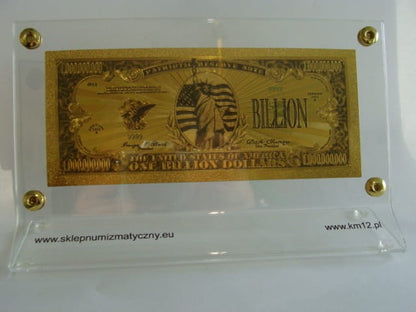 1000000000
PATRIOTIC RESERVE NOTE
1000000000
BILLION
THE UNITED STATES OF AMERICA
1000000000
ONE BILLION DOLLARS
1000000000
www.sklepnumizmatyczny.eu
www.km12.pl